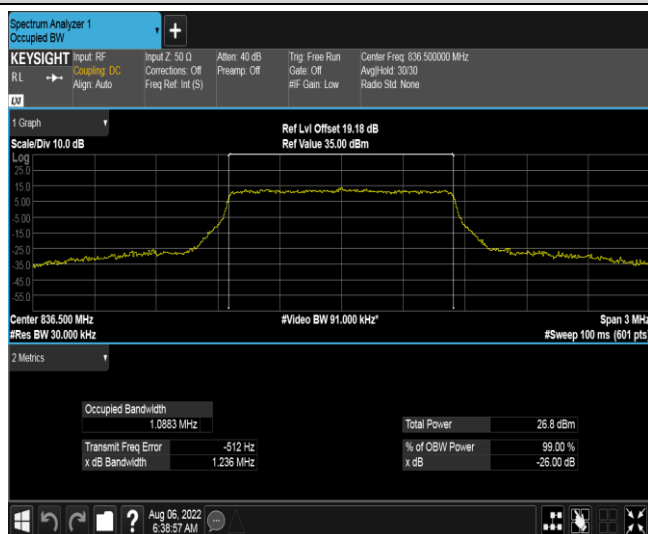 Spectrum Analyzer 1
Occupied BW
+
KEYSIGHT
RL
LXI
Input: RF
Coupling: DC
Align: Auto
Input Z: 50 Ω
Corrections: Off
Freq Ref: Int (S)
Atten: 40 dB
Preamp: Off
Trig: Free Run
Gate: Off
#IF Gain: Low
Center Freq: 836.500000 MHz
Avg|Hold: 30/30
Radio Std: None
1 Graph
Scale/Div 10.0 dB
Ref Lvl Offset 19.18 dB
Ref Value 35.00 dBm
Log
25.0
15.0
5.00
-5.00
-15.0
-25.0
-35.0
-45.0
-55.0
Center 836.500 MHz
#Res BW 30.000 kHz
#Video BW 91.000 kHz*
Span 3 MHz
#Sweep 100 ms (601 pts)
2 Metrics
Occupied Bandwidth
1.0883 MHz
Transmit Freq Error -512 Hz
x dB Bandwidth 1.236 MHz
Total Power 26.8 dBm
% of OBW Power 99.00 %
x dB -26.00 dB
?
Aug 06, 2022
6:38:57 AM